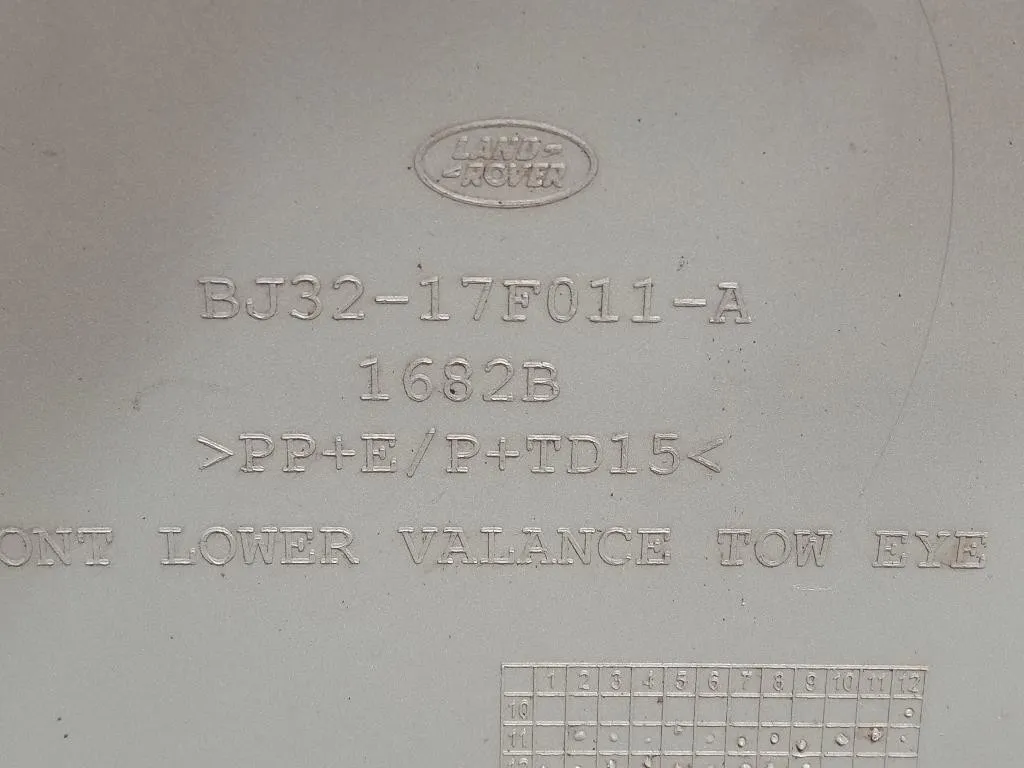 LAND-
-ROVER
BJ32-17F011-A
1682B
>PP+E/P+TD15<
ONT LOWER VALANCE TOW EYE
1 2 3 4 5 6 7 8 9 10 11 12
10
11
12